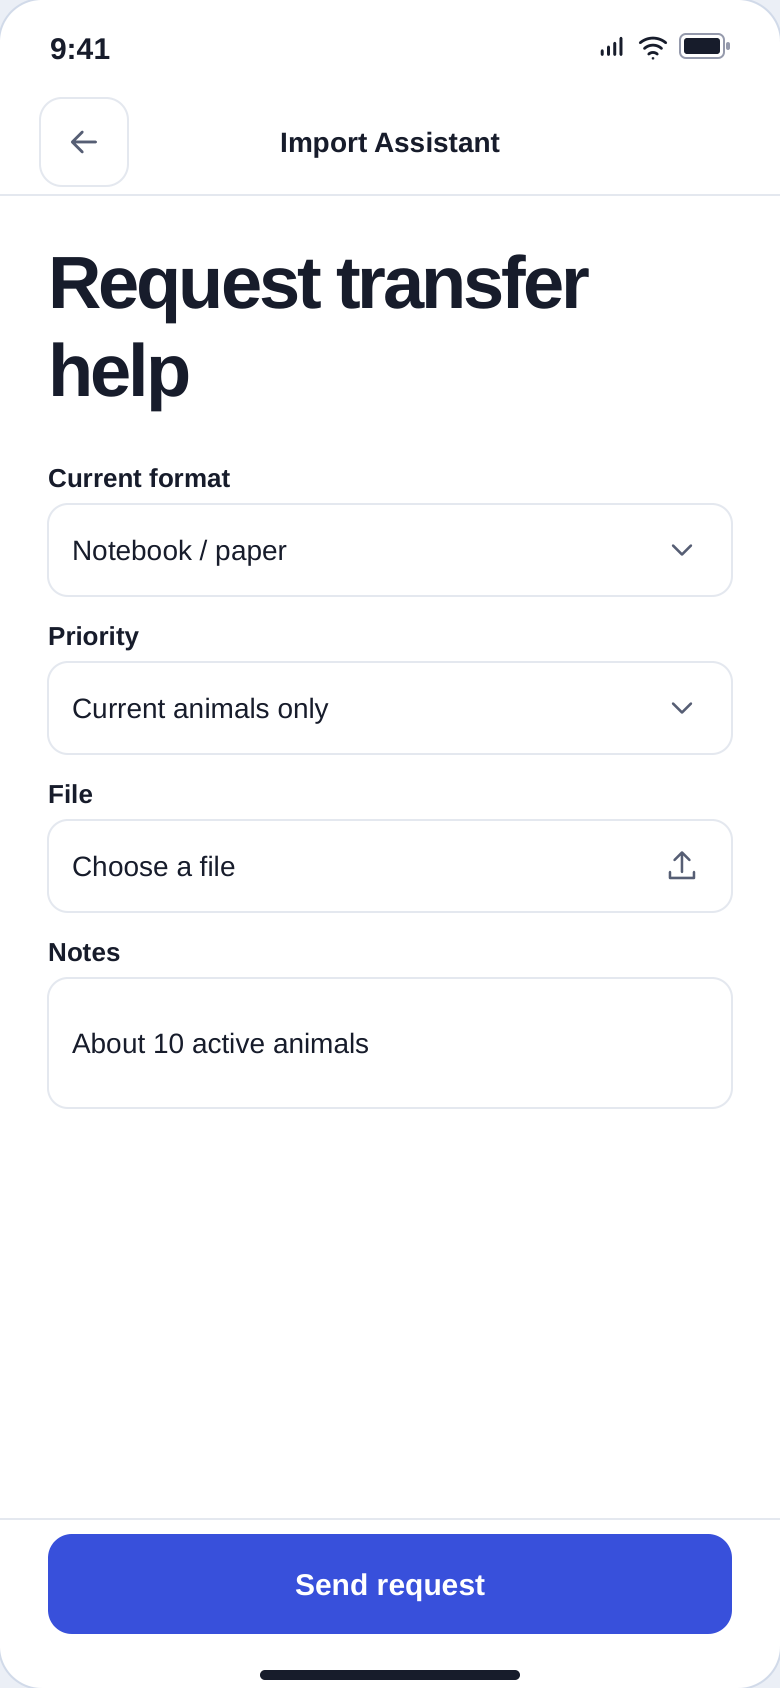 9:41
Import Assistant
Request transfer
help
Current format
Notebook / paper
Priority
Current animals only
File
Choose a file
Notes
About 10 active animals
Send request